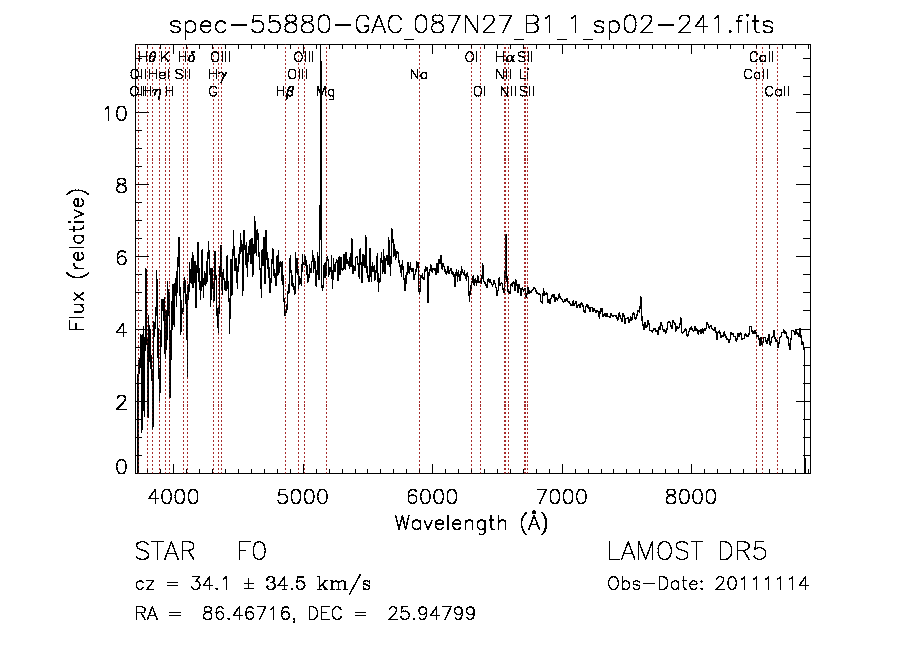 spec-55880-GAC_087N27_B1_1_sp02-241.fits
Hθ K Hδ OIII OIII OI Hα SII CaII
OII HeI SII Hγ OIII Na NII Li CaII
OII Hη H G Hβ Mg OI NII SII CaII
10
8
6
4
2
0
Flux (relative)
4000 5000 6000 7000 8000
Wavelength (Å)
STAR F0 LAMOST DR5
cz = 34.1 ± 34.5 km/s Obs-Date: 20111114
RA = 86.46716, DEC = 25.94799